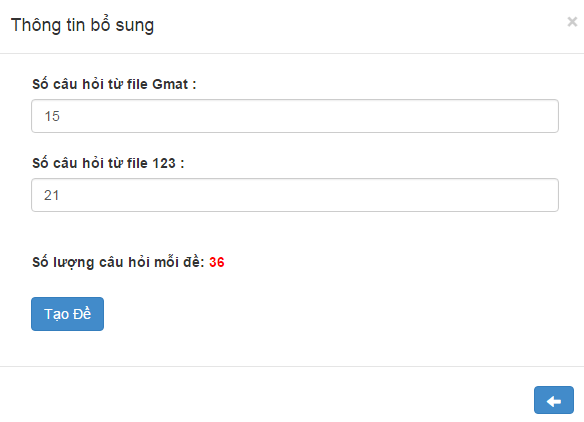 Thông tin bổ sung
×
Số câu hỏi từ file Gmat :
15
Số câu hỏi từ file 123 :
21
Số lượng câu hỏi mỗi đề: 36
Tạo Đề